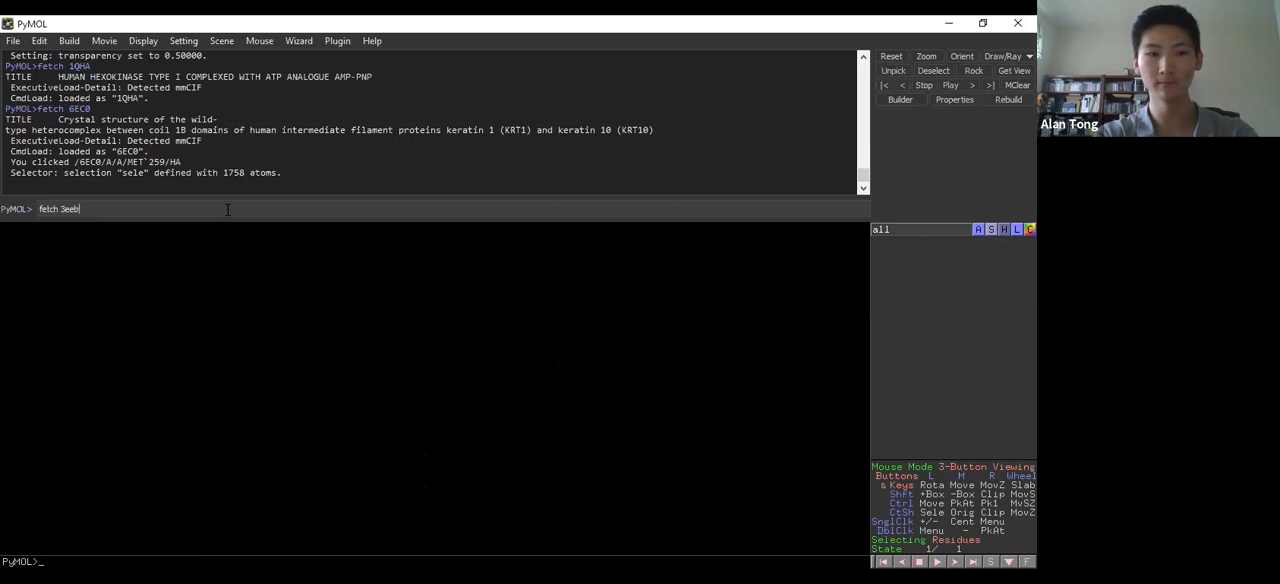 PyMOL
File Edit Build Movie Display Setting Scene Mouse Wizard Plugin Help
Setting: transparency set to 0.50000.
PyMOL>fetch 1QHA
TITLE HUMAN HEXOKINASE TYPE I COMPLEXED WITH ATP ANALOGUE AMP-PNP
ExecutiveLoad-Detail: Detected mmCIF
CmdLoad: loaded as "1QHA".
PyMOL>fetch 6EC0
TITLE Crystal structure of the wild-
type heterocomplex between coil 1B domains of human intermediate filament proteins keratin 1 (KRT1) and keratin 10 (KRT10)
ExecutiveLoad-Detail: Detected mmCIF
CmdLoad: loaded as "6EC0".
You clicked /6EC0/A/A/MET`259/HA
Selector: selection "sele" defined with 1758 atoms.
PyMOL> fetch 3eeb
Reset Zoom Orient Draw/Ray
Unpick Deselect Rock Get View
|< < Stop Play > >| MClear
Builder Properties Rebuild
all A S H L C
Mouse Mode 3-Button Viewing
Buttons L M R Wheel
& Keys Rota Move MovZ Slab
Shft +Box -Box Clip MovS
Ctrl Move PkAt Pk1 MvSZ
CtSh Sele Orig Clip MovZ
SnglClk +/- Cent Menu
DblClk Menu - PkAt
Selecting Residues
State 1/ 1
S F
PyMOL>_
Alan Tong